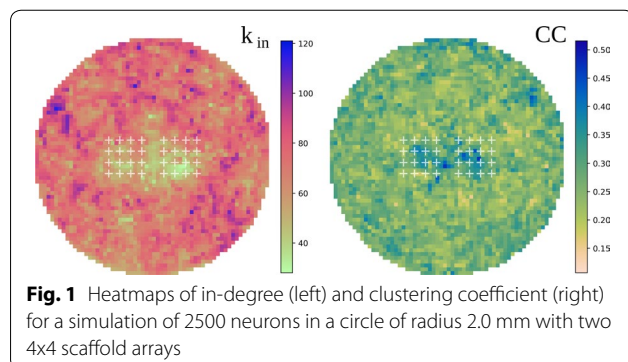 k in
120
100
80
60
40
CC
0.50
0.45
0.40
0.35
0.30
0.25
0.20
0.15
Fig. 1 Heatmaps of in-degree (left) and clustering coefficient (right)
for a simulation of 2500 neurons in a circle of radius 2.0 mm with two
4x4 scaffold arrays